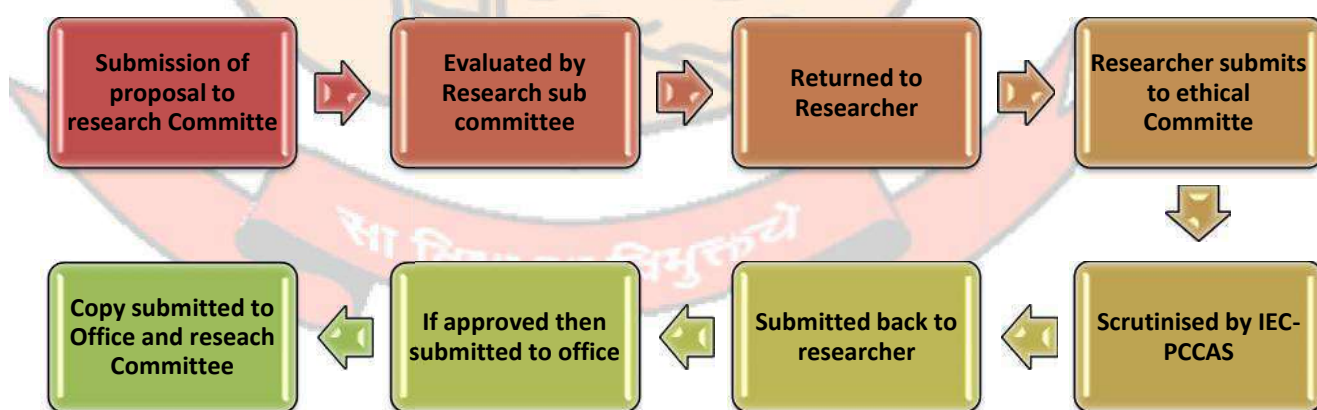 Submission of
proposal to
research Committe
Evaluated by
Research sub
committee
Returned to
Researcher
Researcher submits
to ethical
Committe
Scrutinised by IEC-
PCCAS
Submitted back to
researcher
If approved then
submitted to office
Copy submitted to
Office and reseach
Committee
सा विमुक्तये